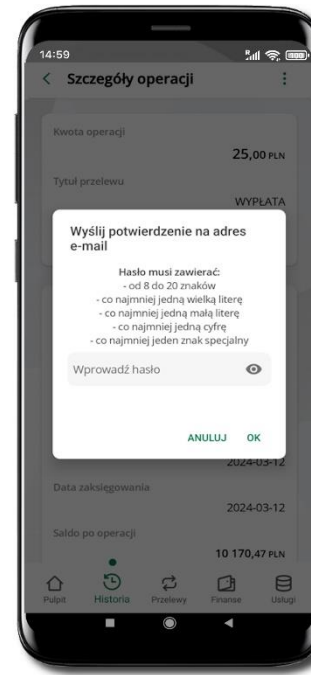 14:59
Szczegóły operacji
Kwota operacji
25,00 PLN
Tytuł przelewu
WYPŁATA
Wyślij potwierdzenie na adres
e-mail
Hasło musi zawierać:
- od 8 do 20 znaków
- co najmniej jedną wielką literę
- co najmniej jedną małą literę
- co najmniej jedną cyfrę
- co najmniej jeden znak specjalny
Wprowadź hasło
ANULUJ OK
2024-03-12
Data zaksięgowania
2024-03-12
Saldo po operacji
10 170,47 PLN
Pulpit Historia Przelewy Finanse Usługi